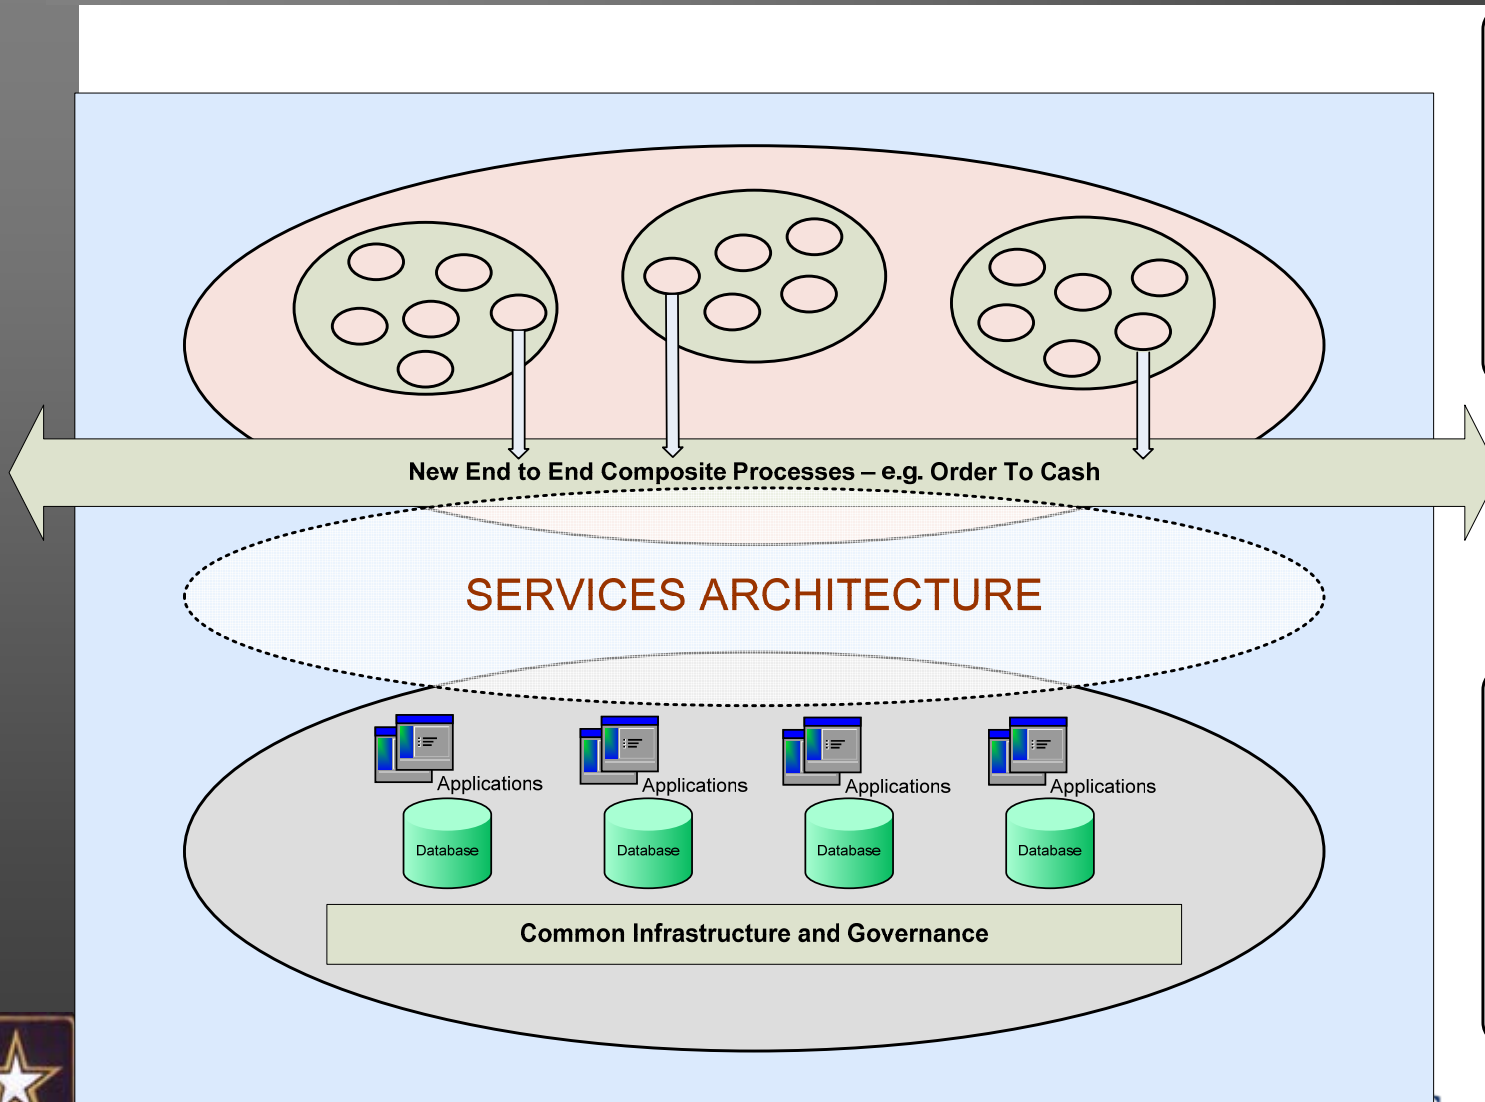 New End to End Composite Processes – e.g. Order To Cash
SERVICES ARCHITECTURE
Applications
Applications
Applications
Applications
Database
Database
Database
Database
Common Infrastructure and Governance